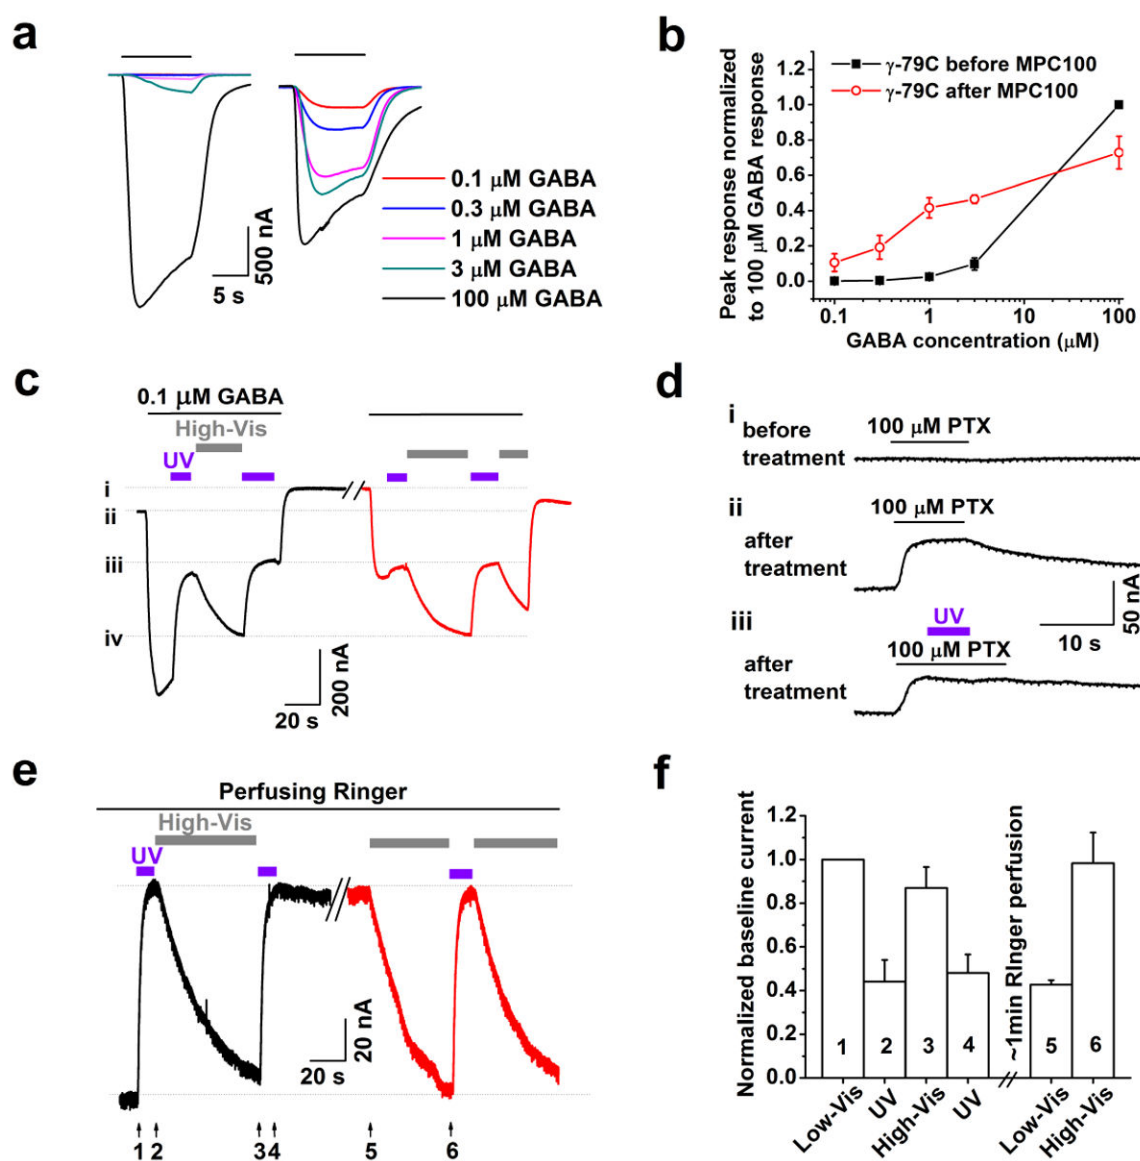 a
0.1 μM GABA
0.3 μM GABA
1 μM GABA
3 μM GABA
100 μM GABA
5 s
500 nA
b
γ-79C before MPC100
γ-79C after MPC100
Peak response normalized
to 100 μM GABA response
1.2
1.0
0.8
0.6
0.4
0.2
0.0
0.1
1
10
100
GABA concentration (μM)
c
0.1 μM GABA
High-Vis
UV
i
ii
iii
iv
20 s
200 nA
d
i
before
treatment
100 μM PTX
ii
after
treatment
100 μM PTX
50 nA
10 s
iii
UV
after
treatment
100 μM PTX
e
Perfusing Ringer
High-Vis
UV
20 s
20 nA
1 2 3 4 5 6
f
Normalized baseline current
1.2
1.0
0.8
0.6
0.4
0.2
0.0
1 2 3 4 5 6
~1min RInger perfusion
Low-Vis
UV
High-Vis
UV
Low-Vis
High-Vis